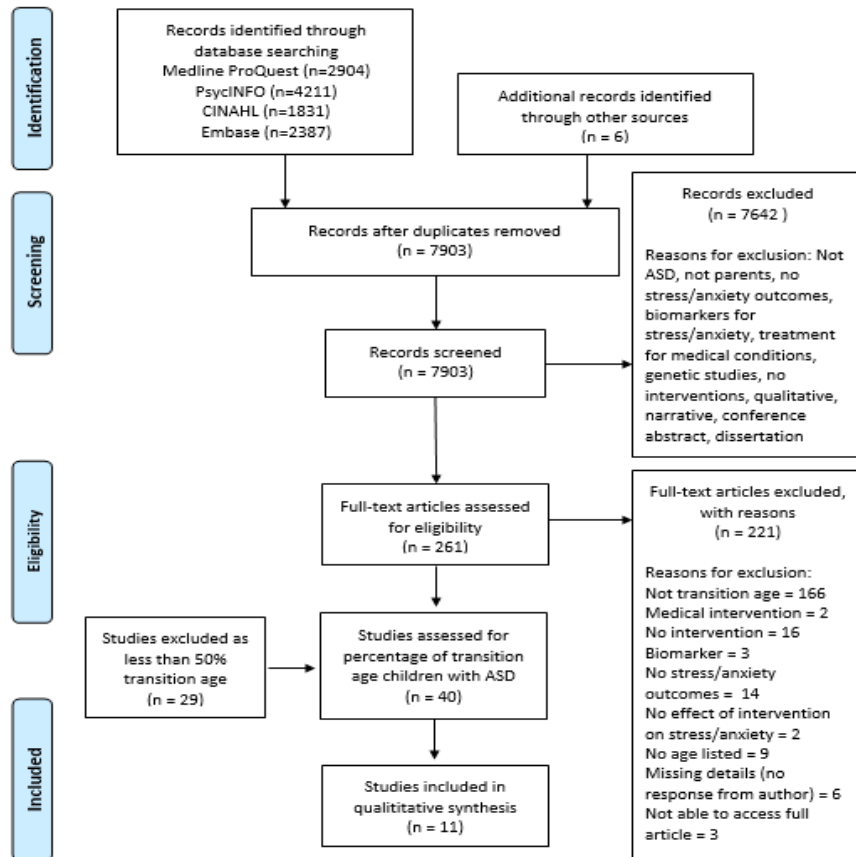 Identification
Records identified through
database searching
Medline ProQuest (n=2904)
PsycINFO (n=4211)
CINAHL (n=1831)
Embase (n=2387)
Additional records identified
through other sources
(n = 6)
Screening
Records after duplicates removed
(n = 7903)
Records screened
(n = 7903)
Records excluded
(n = 7642 )
Reasons for exclusion: Not
ASD, not parents, no
stress/anxiety outcomes,
biomarkers for
stress/anxiety, treatment
for medical conditions,
genetic studies, no
interventions, qualitative,
narrative, conference
abstract, dissertation
Eligibility
Full-text articles assessed
for eligibility
(n = 261)
Full-text articles excluded,
with reasons
(n = 221)
Reasons for exclusion:
Not transition age = 166
Medical intervention = 2
No intervention = 16
Biomarker = 3
No stress/anxiety
outcomes = 14
No effect of intervention
on stress/anxiety = 2
No age listed = 9
Missing details (no
response from author) = 6
Not able to access full
article = 3
Studies excluded as
less than 50%
transition age
(n = 29)
Studies assessed for
percentage of transition
age children with ASD
(n = 40)
Included
Studies included in
qualititative synthesis
(n = 11)